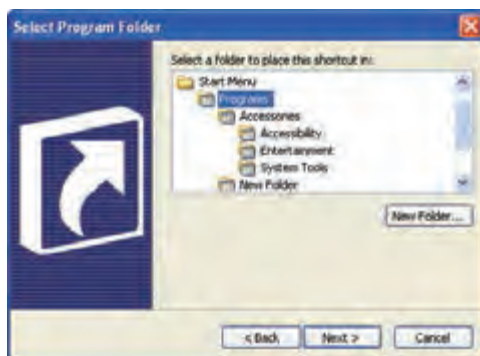 Select Program Folder
Select a folder to place this shortcut in:
Start Menu
Programs
Accessories
Accessibility
Entertainment
System Tools
New Folder
New Folder...
< Back
Next >
Cancel